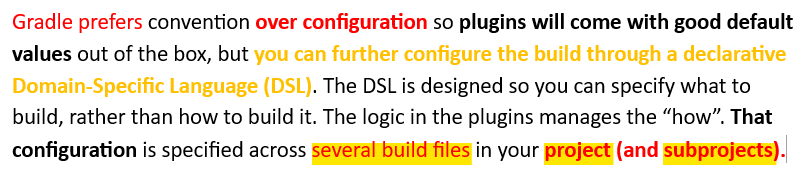 Gradle prefers convention over configuration so plugins will come with good default
values out of the box, but you can further configure the build through a declarative
Domain-Specific Language (DSL). The DSL is designed so you can specify what to
build, rather than how to build it. The logic in the plugins manages the “how”. That
configuration is specified across several build files in your project (and subprojects).